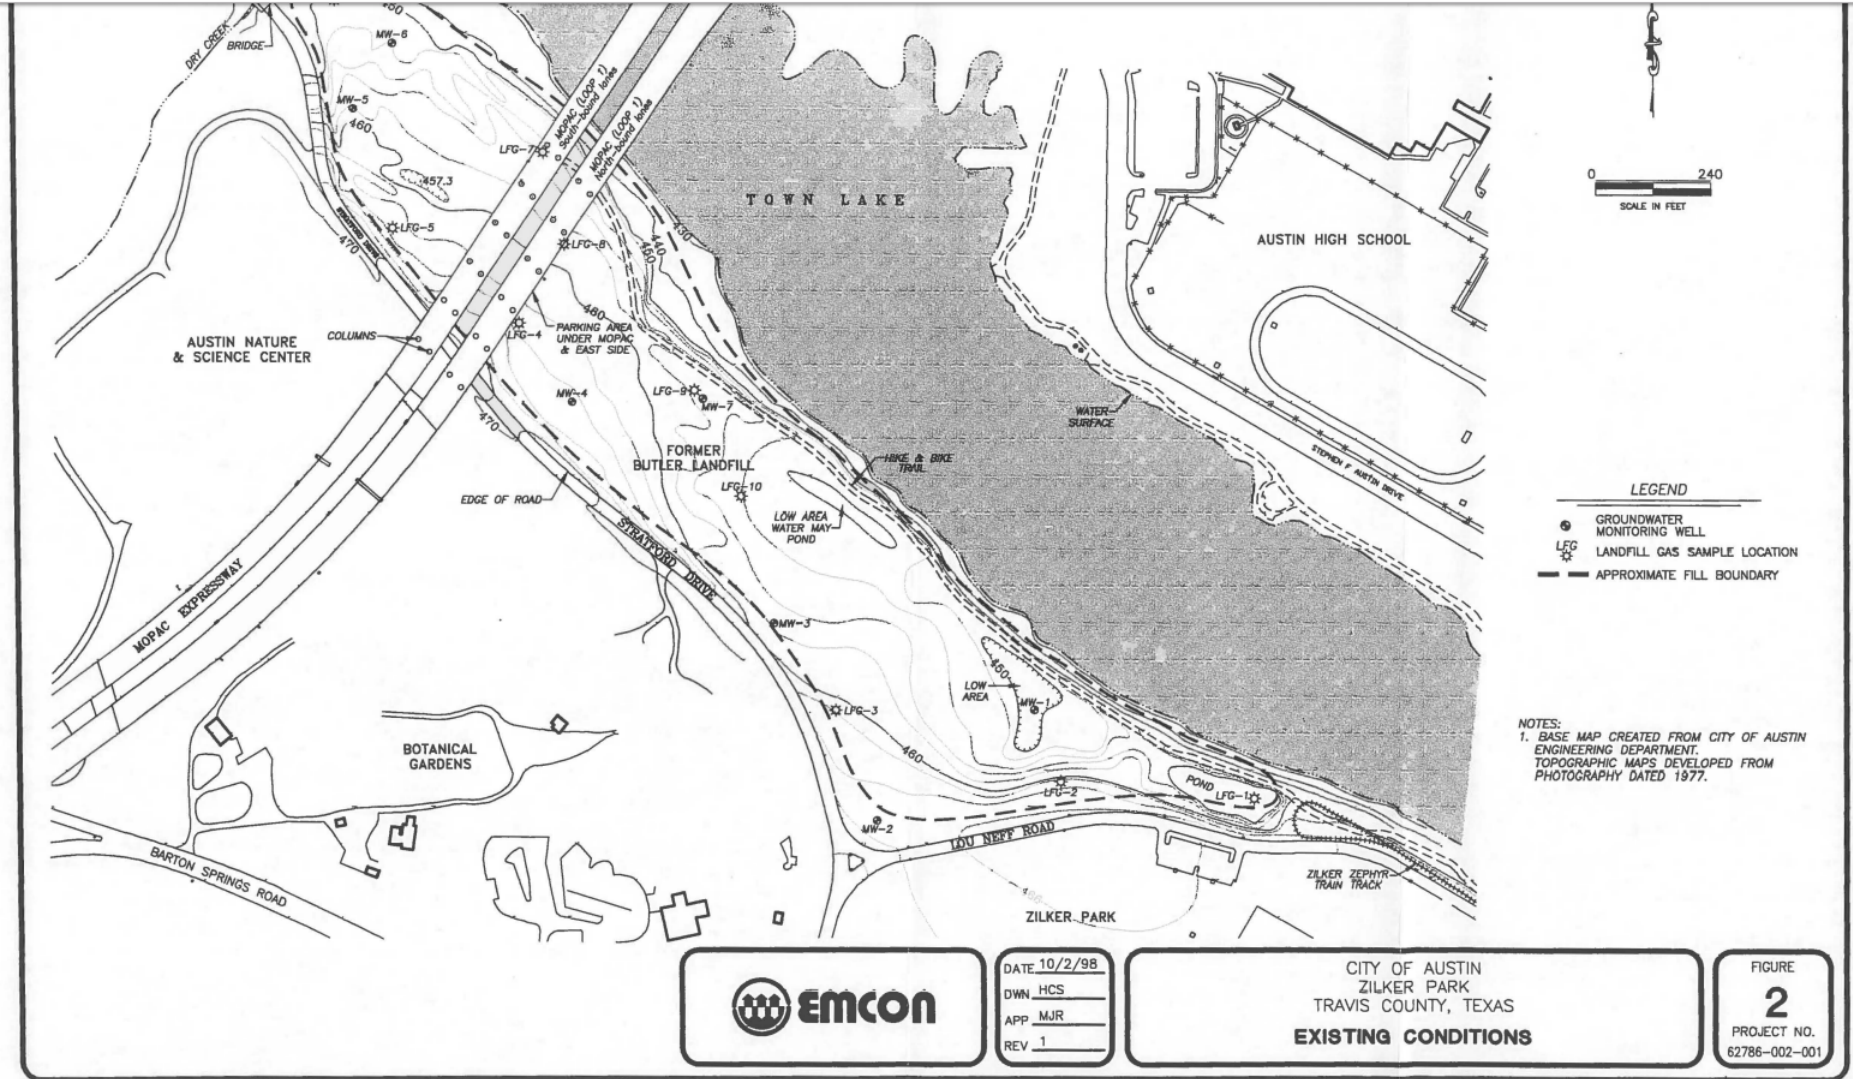 450
MW-6
DRY CREEK
BRIDGE
MW-5
460
MOPAC (LOOP 1)
South-bound lanes
MOPAC (LOOP 1)
North-bound lanes
LFG-7
457.3
LFG-5
STRATFORD DRIVE
470
LFG-8
430
440
450
TOWN LAKE
0 240
SCALE IN FEET
AUSTIN HIGH SCHOOL
460
AUSTIN NATURE
& SCIENCE CENTER
COLUMNS
LFG-4
PARKING AREA
UNDER MOPAC
& EAST SIDE
MW-4
LFG-9
MW-7
470
WATER
SURFACE
FORMER
BUTLER LANDFILL
LFG-10
HIKE & BIKE
TRAIL
STEPHEN F AUSTIN DRIVE
EDGE OF ROAD
LOW AREA
WATER MAY
POND
STRATFORD DRIVE
MOPAC EXPRESSWAY
MW-3
450
LOW
AREA
MW-1
LFG-3
460
BOTANICAL
GARDENS
POND
LFG-1
LFG-2
MW-2
LOU NEFF ROAD
BARTON SPRINGS ROAD
ZILKER ZEPHYR
TRAIN TRACK
460
ZILKER PARK
LEGEND
GROUNDWATER
MONITORING WELL
LFG
LANDFILL GAS SAMPLE LOCATION
APPROXIMATE FILL BOUNDARY
NOTES:
1. BASE MAP CREATED FROM CITY OF AUSTIN
ENGINEERING DEPARTMENT.
TOPOGRAPHIC MAPS DEVELOPED FROM
PHOTOGRAPHY DATED 1977.
EMCON
DATE 10/2/98
DWN HCS
APP MJR
REV 1
CITY OF AUSTIN
ZILKER PARK
TRAVIS COUNTY, TEXAS
EXISTING CONDITIONS
FIGURE
2
PROJECT NO.
62786-002-001